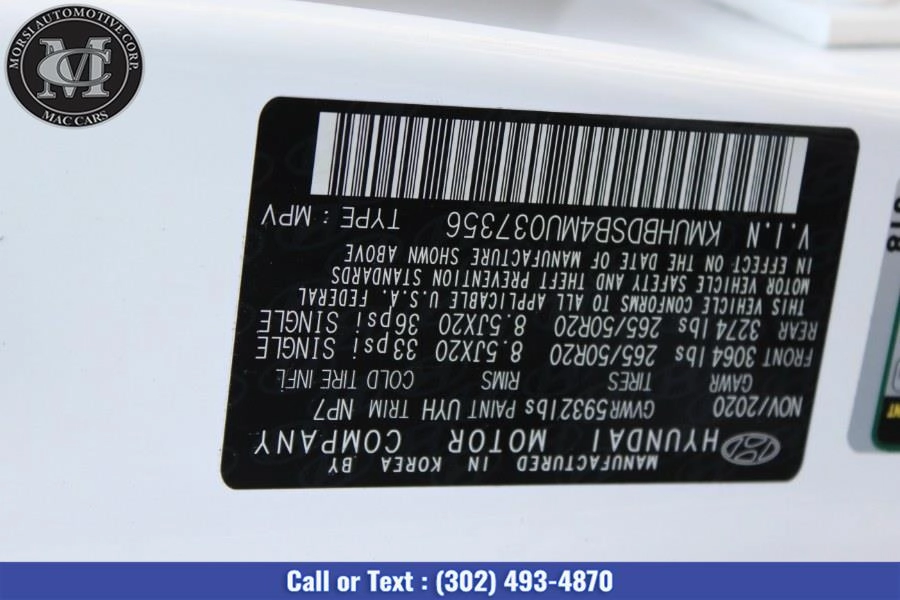 MORSI AUTOMOTIVE CORP.
MC
MAC CARS
MANUFACTURED IN KOREA BY
HYUNDAI MOTOR COMPANY
NOV/2020 GVWR 5932lbs PAINT UYH TRIM NP7
GAWR TIRES RIMS COLD TIRE INFL
FRONT 3064lbs 265/50R20 8.5JX20 33psi SINGLE
REAR 3274lbs 265/50R20 8.5JX20 36psi SINGLE
THIS VEHICLE CONFORMS TO ALL APPLICABLE U.S.A. FEDERAL
MOTOR VEHICLE SAFETY AND THEFT PREVENTION STANDARDS
IN EFFECT ON THE DATE OF MANUFACTURE SHOWN ABOVE
V.I.N KMUHBDSB4MU037356 TYPE : MPV
Call or Text : (302) 493-4870